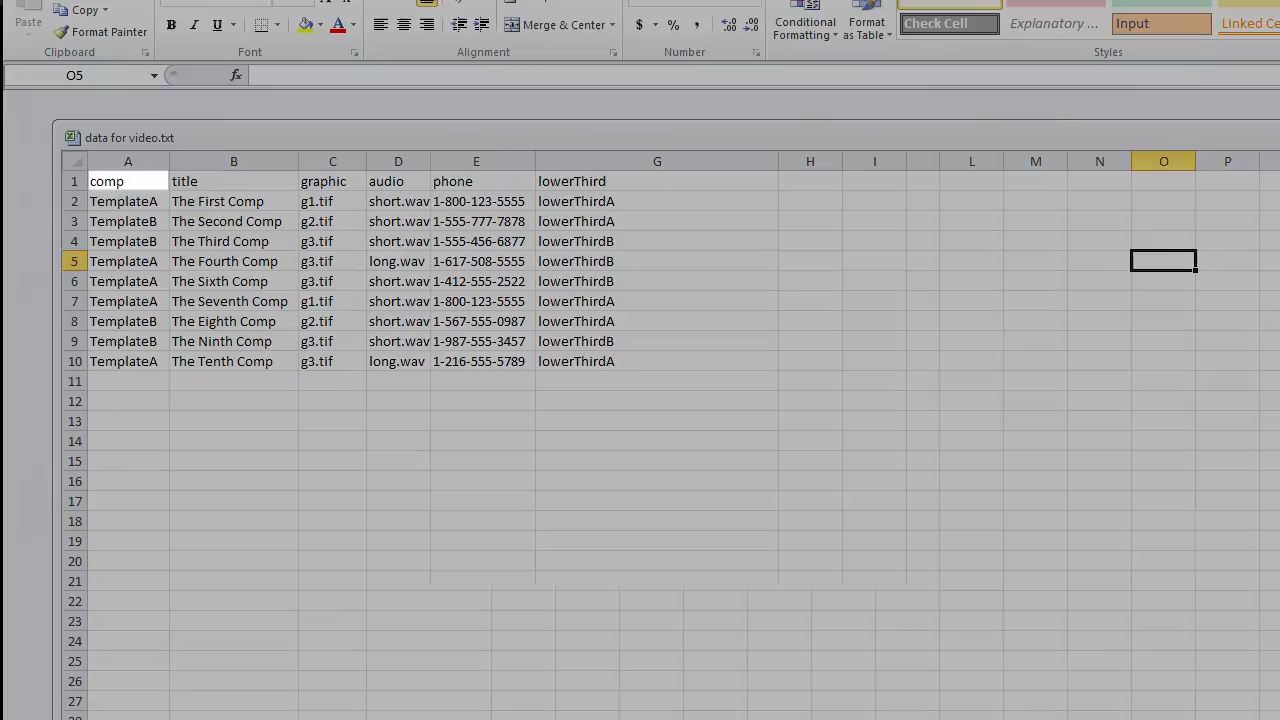 Paste Copy Format Painter B I U A Merge & Center $ % , Conditional Formatting Format as Table Check Cell Explanatory ... Input Linked Ce
Clipboard Font Alignment Number Styles
O5 fx
data for video.txt
A B C D E G H I L M N O P
1 comp title graphic audio phone lowerThird
2 TemplateA The First Comp g1.tif short.wav 1-800-123-5555 lowerThirdA
3 TemplateB The Second Comp g2.tif short.wav 1-555-777-7878 lowerThirdA
4 TemplateB The Third Comp g3.tif short.wav 1-555-456-6877 lowerThirdB
5 TemplateA The Fourth Comp g3.tif long.wav 1-617-508-5555 lowerThirdB
6 TemplateA The Sixth Comp g3.tif short.wav 1-412-555-2522 lowerThirdB
7 TemplateA The Seventh Comp g1.tif short.wav 1-800-123-5555 lowerThirdA
8 TemplateB The Eighth Comp g2.tif short.wav 1-567-555-0987 lowerThirdA
9 TemplateB The Ninth Comp g3.tif short.wav 1-987-555-3457 lowerThirdB
10 TemplateA The Tenth Comp g3.tif long.wav 1-216-555-5789 lowerThirdA
11
12
13
14
15
16
17
18
19
20
21
22
23
24
25
26
27